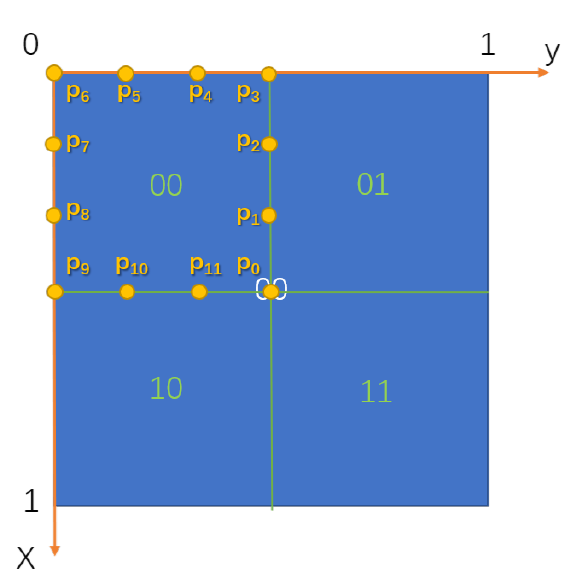 0
1
y
p₆ p₅ p₄ p₃
p₇ p₂
00 01
p₈ p₁
p₉ p₁₀ p₁₁ p₀
00
10 11
1
X